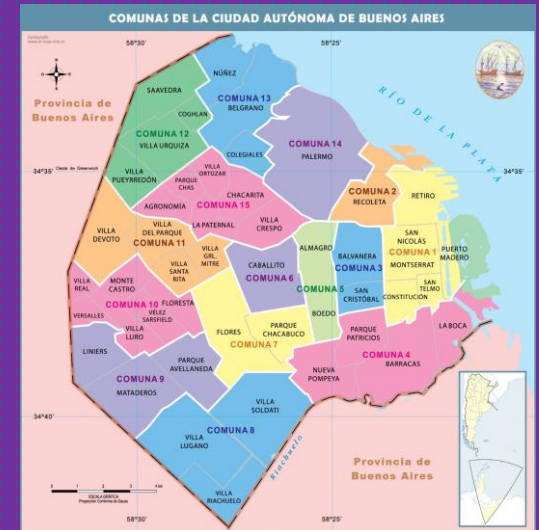 COMUNAS DE LA CIUDAD AUTÓNOMA DE BUENOS AIRES
58°30'
58°25'
Provincia de
Buenos Aires
RÍO DE LA PLATA
NÚÑEZ
COMUNA 13
BELGRANO
COLEGIALES
SAAVEDRA
COGHLAN
COMUNA 12
VILLA URQUIZA
VILLA
PUEYRREDÓN
COMUNA 14
PALERMO
34°35'
34°35'
VILLA
ORTÚZAR
PARQUE
CHAS
CHACARITA
AGRONOMÍA
COMUNA 15
LA PATERNAL
VILLA
CRESPO
COMUNA 2
RECOLETA
RETIRO
SAN
NICOLÁS
COMUNA 1
MONTSERRAT
PUERTO
MADERO
SAN
TELMO
CONSTITUCIÓN
VILLA
DEVOTO
VILLA
DEL PARQUE
COMUNA 11
VILLA
GRL.
MITRE
VILLA
SANTA
RITA
CABALLITO
COMUNA 6
ALMAGRO
COMUNA 5
BOEDO
BALVANERA
COMUNA 3
SAN
CRISTÓBAL
VILLA
REAL
MONTE
CASTRO
COMUNA 10
FLORESTA
VERSALLES
VÉLEZ
SARSFIELD
VILLA
LURO
FLORES
PARQUE
CHACABUCO
COMUNA 7
PARQUE
PATRICIOS
LA BOCA
COMUNA 4
BARRACAS
NUEVA
POMPEYA
LINIERS
PARQUE
AVELLANEDA
COMUNA 9
MATADEROS
34°40'
VILLA
SOLDATI
VILLA
LUGANO
COMUNA 8
VILLA
RIACHUELO
Riachuelo
Provincia de
Buenos Aires
ESCALA GRÁFICA
58°30'
58°25'